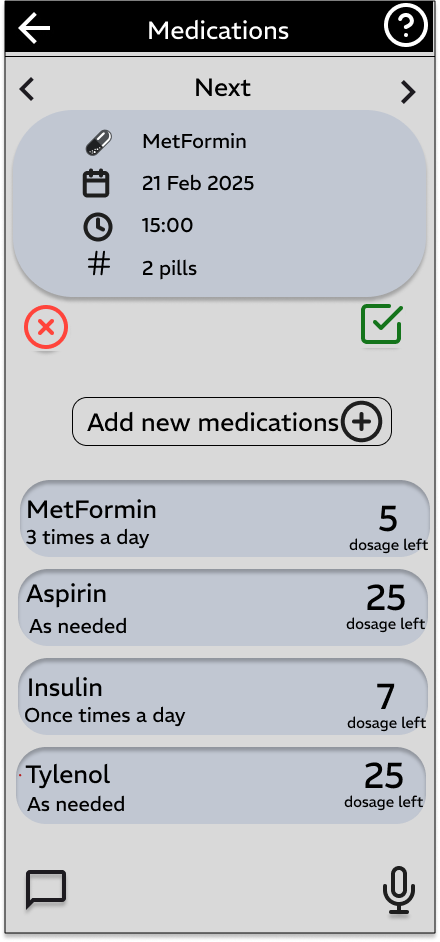 Medications
Next
MetFormin
21 Feb 2025
15:00
2 pills
Add new medications
MetFormin
3 times a day
5
dosage left
Aspirin
As needed
25
dosage left
Insulin
Once times a day
7
dosage left
Tylenol
As needed
25
dosage left